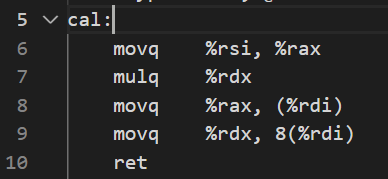 5 cal:
6 movq %rsi, %rax
7 mulq %rdx
8 movq %rax, (%rdi)
9 movq %rdx, 8(%rdi)
10 ret